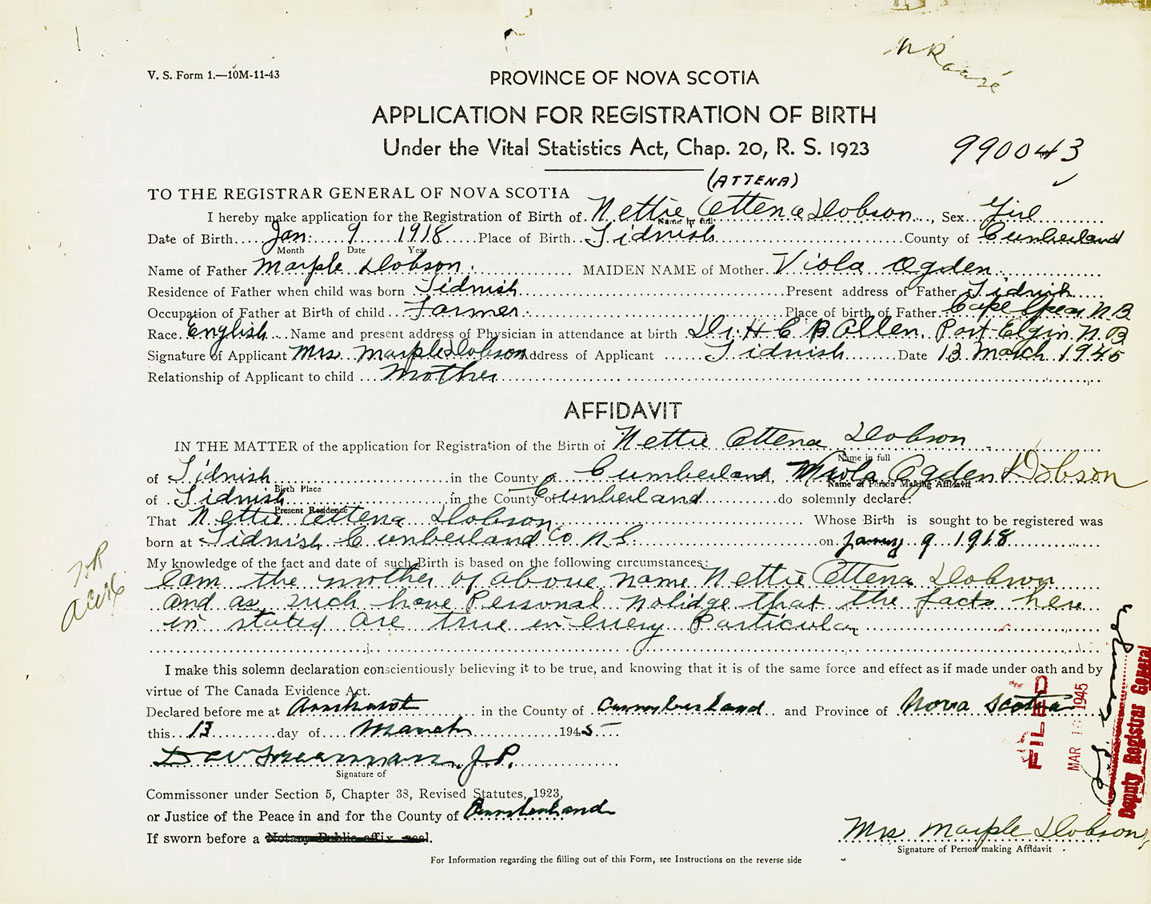 V. S. Form 1.—10M-11-43
PROVINCE OF NOVA SCOTIA
APPLICATION FOR REGISTRATION OF BIRTH
Under the Vital Statistics Act, Chap. 20, R. S. 1923
990043
(ATTENA)
TO THE REGISTRAR GENERAL OF NOVA SCOTIA
I hereby make application for the Registration of Birth of. Nettie Ottena Dobson, Sex Girl
Name in full
Date of Birth Jan. 9 1918 Place of Birth Tidnish County of Cumberland
Month Date Year
Name of Father Marple Dobson MAIDEN NAME of Mother. Viola Ogden
Residence of Father when child was born Tidnish Present address of Father Tidnish
Occupation of Father at Birth of child Farmer Place of birth of Father Cape Spear N.B
Race English Name and present address of Physician in attendance at birth Dr. H C B Allen, Port Elgin N.B
Signature of Applicant Mrs. Marple Dobson Address of Applicant Tidnish Date 13 March 1945
Relationship of Applicant to child Mother
AFFIDAVIT
IN THE MATTER of the application for Registration of the Birth of Nettie Ottena Dobson
Name in full
of Tidnish in the County of Cumberland, Viola Ogden Dobson
Birth Place Name of Person Making Affidavit
of Tidnish in the County of Cunberland do solemnly declare:
Present Residence
That Nettie Ottena Dobson Whose Birth is sought to be registered was
born at Tidnish Cunberland Co N.S. on Jany 9 1918
My knowledge of the fact and date of such Birth is based on the following circumstances:
I am the mother of above name Nettie Ottena Dobson
and as such have Personal nolidge that the facts here
in stated are true in every Particular
I make this solemn declaration conscientiously believing it to be true, and knowing that it is of the same force and effect as if made under oath and by
virtue of The Canada Evidence Act.
Declared before me at Amherst in the County of Cumberland and Province of Nova Scotia
this 13 day of March 1945
J.P.
Signature of
Commissoner under Section 5, Chapter 38, Revised Statutes, 1923,
or Justice of the Peace in and for the County of Cumberland
If sworn before a Notary Public affix seal.
FILED
MAR 1945
Deputy Registrar General
Mrs Marple Dobson
Signature of Person making Affidavit
For Information regarding the filling out of this Form, see Instructions on the reverse side